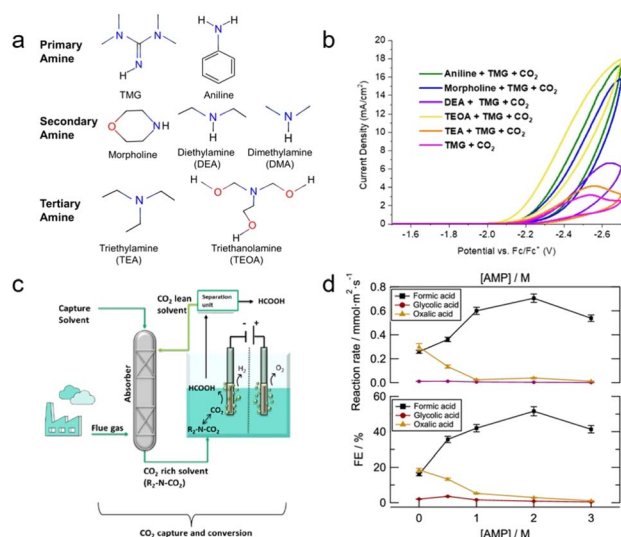 a
Primary
Amine
N
N
N
H
TMG
H H
N
Aniline
Secondary
Amine
O
NH
Morpholine
N
H
Diethylamine
(DEA)
N
H
Dimethylamine
(DMA)
Tertiary
Amine
N
Triethylamine
(TEA)
H
O
N
O
H
O
H
Triethanolamine
(TEOA)
b
Current Density (mA/cm²)
20
18
16
14
12
10
8
6
4
2
0
Aniline + TMG + CO₂
Morpholine + TMG + CO₂
DEA + TMG + CO₂
TEOA + TMG + CO₂
TEA + TMG + CO₂
TMG + CO₂
-1.6 -1.8 -2 -2.2 -2.4 -2.6
Potential vs. Fc/Fc⁺ (V)
c
Capture
Solvent
CO₂ lean
solvent
Separation
unit
HCOOH
- +
Absorber
H₂
O₂
HCOOH
CO₂
R₂-N-CO₂
Flue gas
CO₂ rich solvent
(R₂-N-CO₂)
CO₂ capture and conversion
d
[AMP] / M
0 1 2 3
Reaction rate / mmol·m⁻²·s⁻¹
0.8
0.6
0.4
0.2
0.0
Formic acid
Glycolic acid
Oxalic acid
FE / %
60
40
20
0
Formic acid
Glycolic acid
Oxalic acid
0 1 2 3
[AMP] / M